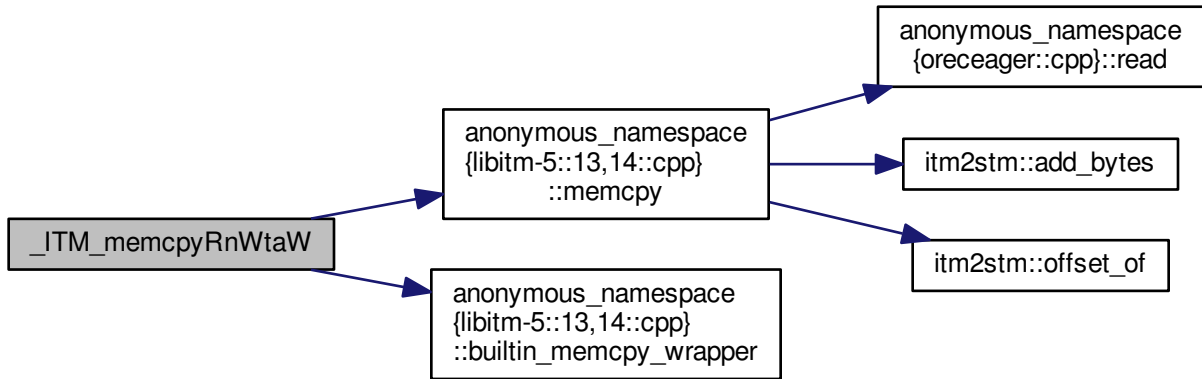 _ITM_memcpyRnWtaW
anonymous_namespace
{libitm-5::13,14::cpp}
::memcpy
anonymous_namespace
{libitm-5::13,14::cpp}
::builtin_memcpy_wrapper
anonymous_namespace
{oreceager::cpp}::read
itm2stm::add_bytes
itm2stm::offset_of